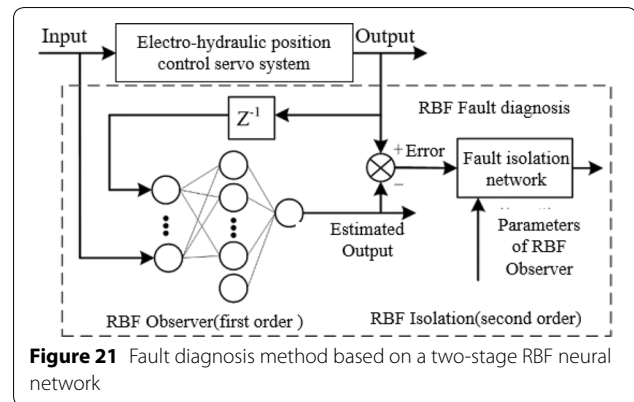 Input
Electro-hydraulic position
control servo system
Output
RBF Fault diagnosis
Z-1
+
Error
−
Fault isolation
network
Estimated
Output
Parameters
of RBF
Observer
RBF Observer(first order )
RBF Isolation(second order)
Figure 21 Fault diagnosis method based on a two-stage RBF neural
network